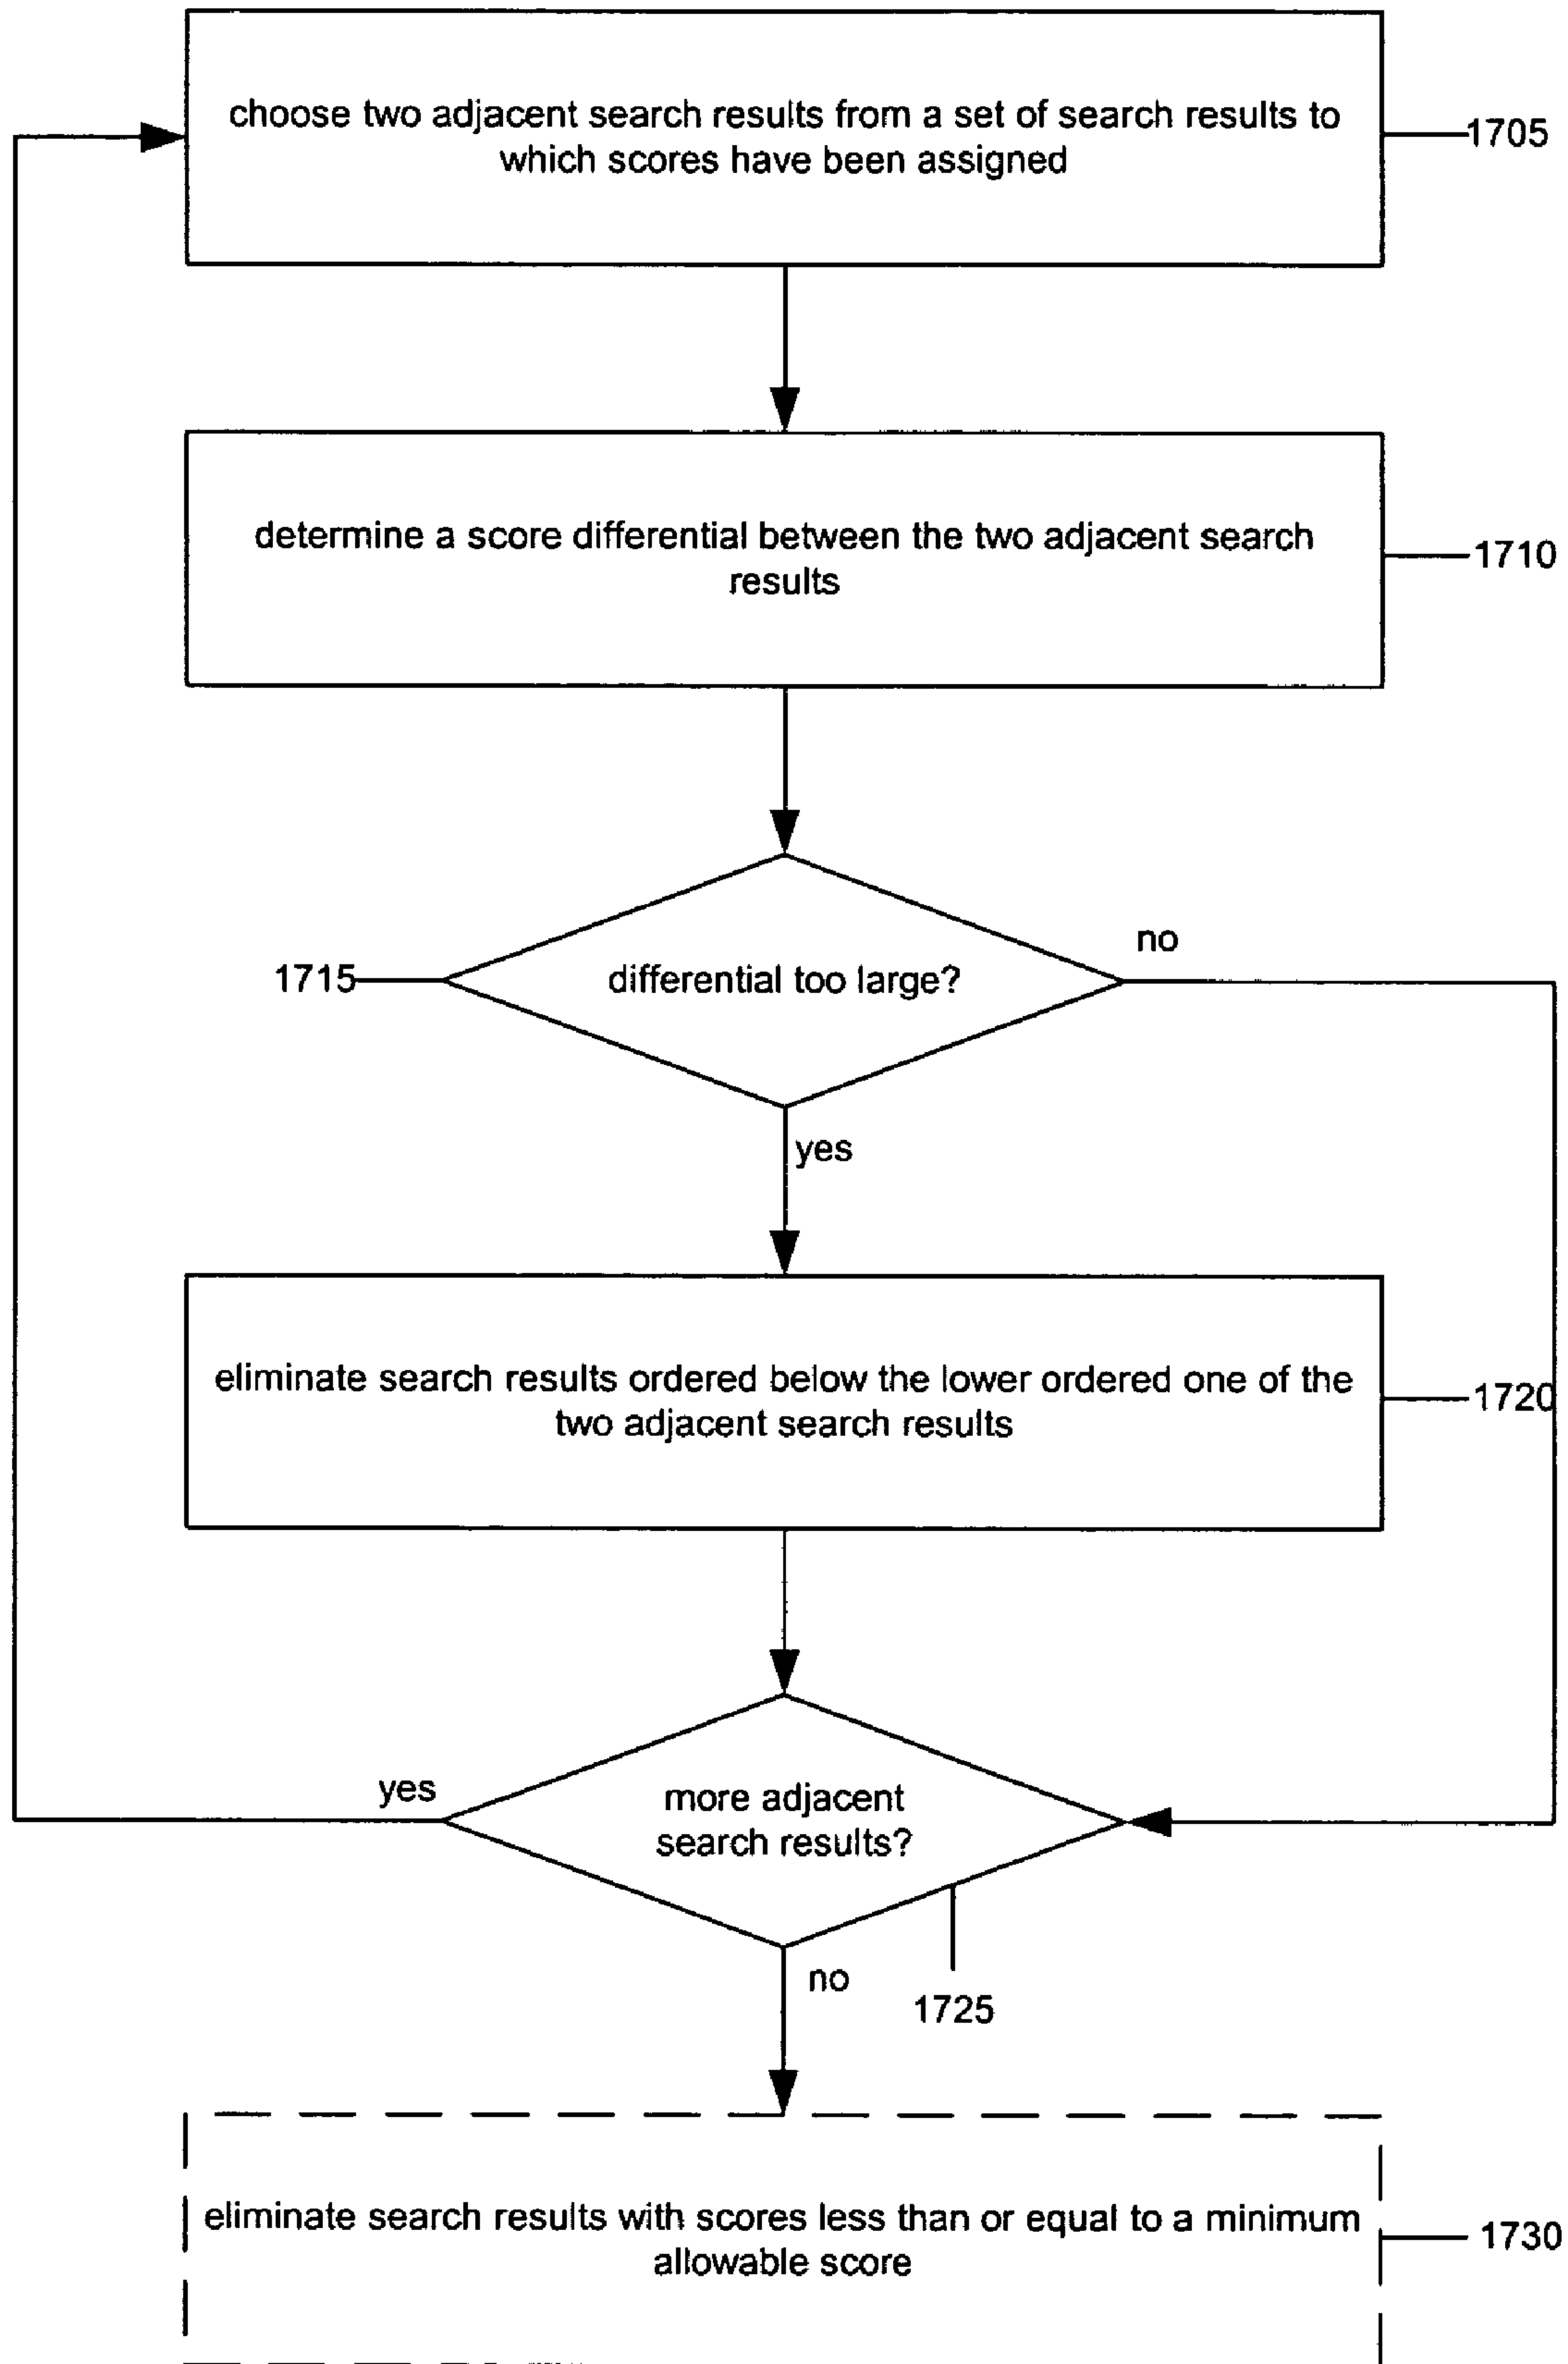 choose two adjacent search results from a set of search results to
which scores have been assigned
1705
determine a score differential between the two adjacent search
results
1710
no
1715
differential too large?
yes
eliminate search results ordered below the lower ordered one of the
two adjacent search results
1720
yes
more adjacent
search results?
no
1725
eliminate search results with scores less than or equal to a minimum
allowable score
1730